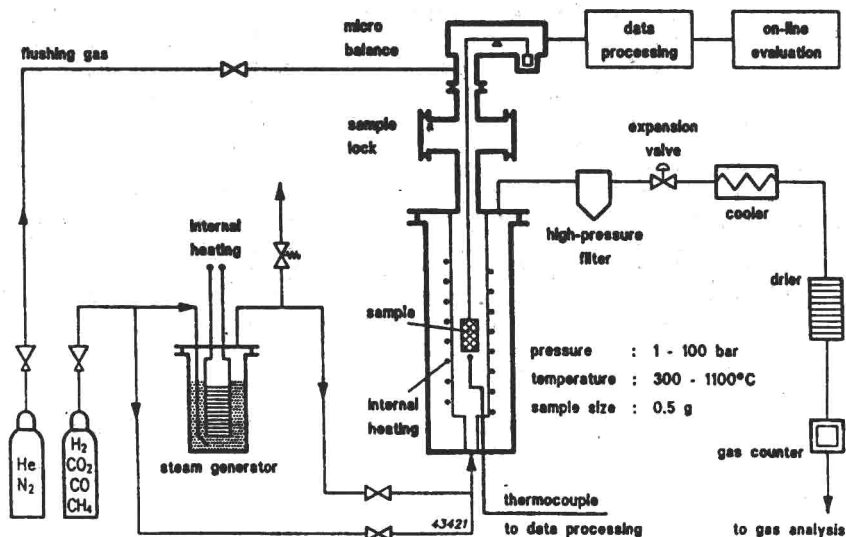 flushing gas
micro
balance
data
processing
on-line
evaluation
sample
lock
expansion
valve
cooler
high-pressure
filter
internal
heating
drier
sample
pressure : 1 - 100 bar
temperature : 300 - 1100°C
sample size : 0.5 g
internal
heating
steam generator
gas counter
He
N₂
H₂
CO₂
CO
CH₄
thermocouple
to data processing
43421
to gas analysis